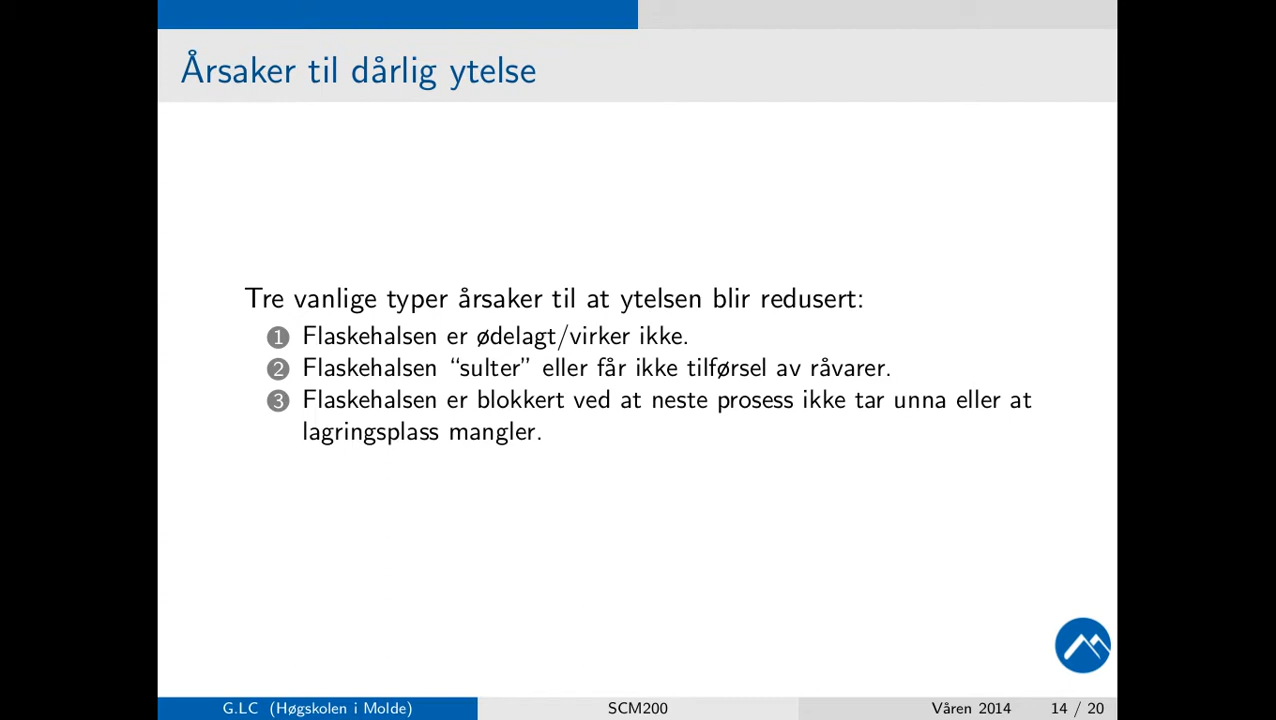 Årsaker til dårlig ytelse
Tre vanlige typer årsaker til at ytelsen blir redusert:
1 Flaskehalsen er ødelagt/virker ikke.
2 Flaskehalsen “sulter” eller får ikke tilførsel av råvarer.
3 Flaskehalsen er blokkert ved at neste prosess ikke tar unna eller at
lagringsplass mangler.
G.LC (Høgskolen i Molde) SCM200 Våren 2014 14 / 20